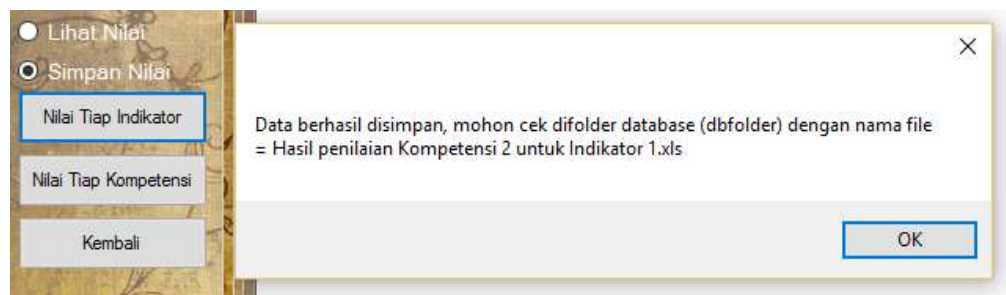 Lihat Nilai
Simpan Nilai
Nilai Tiap Indikator
Nilai Tiap Kompetensi
Kembali
Data berhasil disimpan, mohon cek difolder database (dbfolder) dengan nama file
= Hasil penilaian Kompetensi 2 untuk Indikator 1.xls
OK